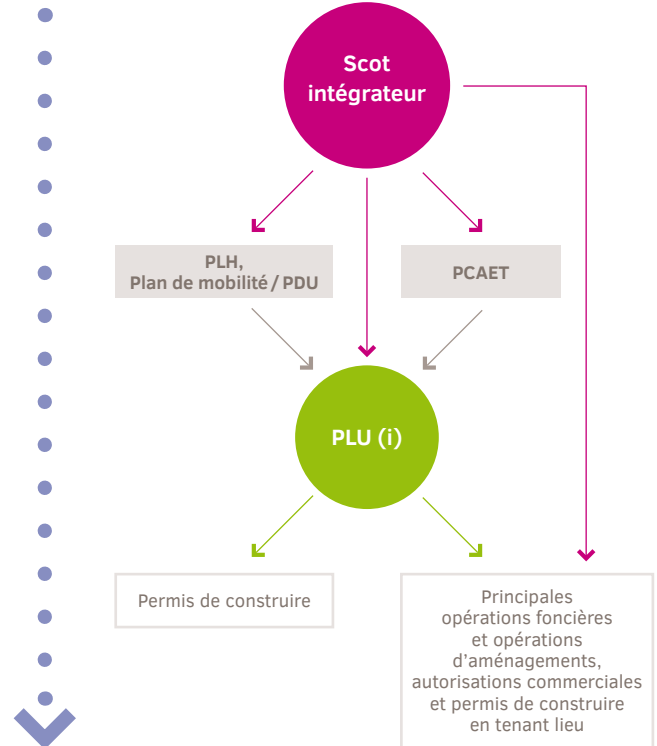 Scot
intégrateur
PLH,
Plan de mobilité / PDU
PCAET
PLU (i)
Permis de construire
Principales
opérations foncières
et opérations
d'aménagements,
autorisations commerciales
et permis de construire
en tenant lieu